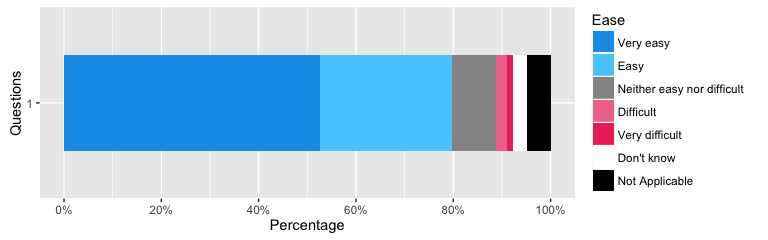 Questions
1
0%
20%
40%
60%
80%
100%
Percentage
Ease
Very easy
Easy
Neither easy nor difficult
Difficult
Very difficult
Don't know
Not Applicable